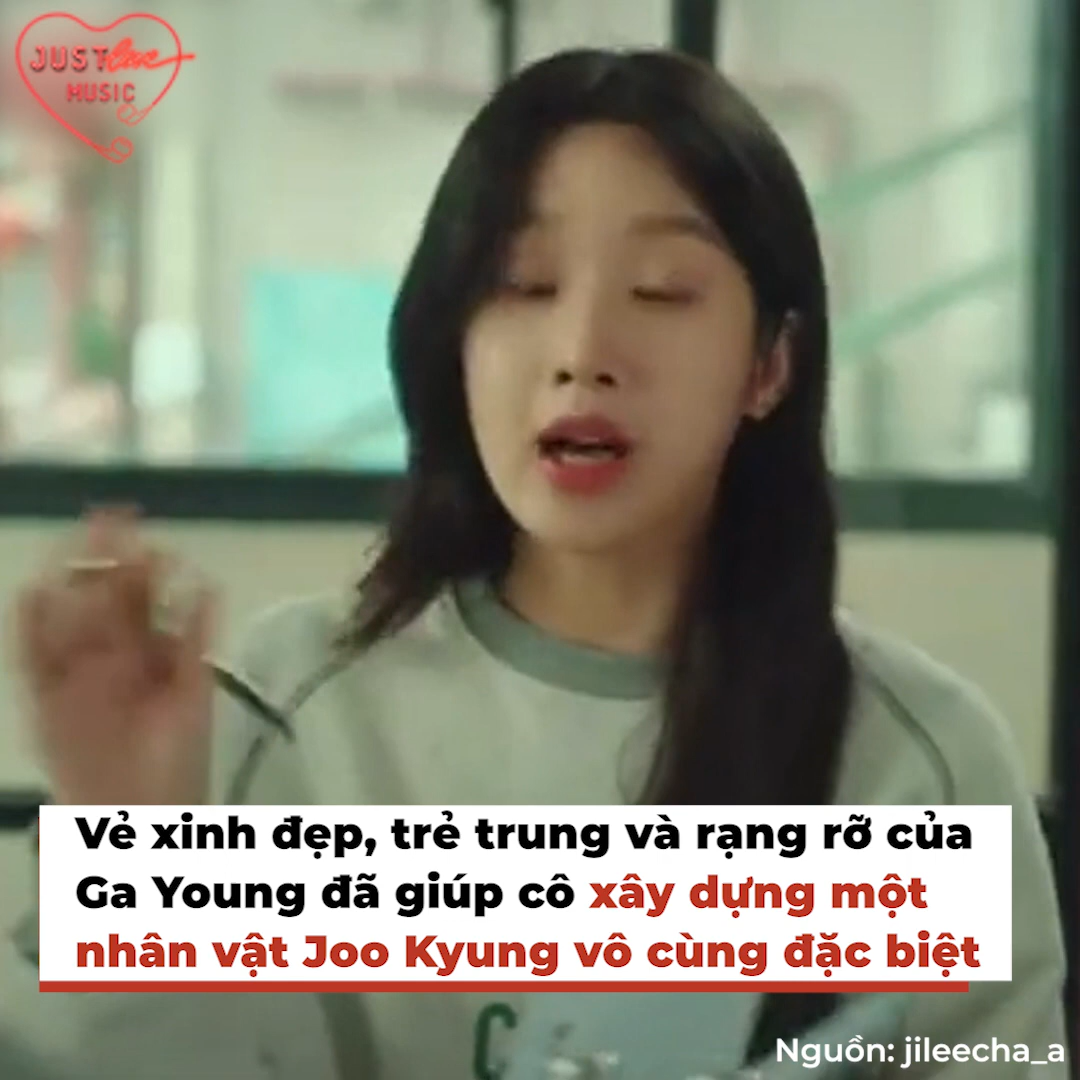 JUST love
MUSIC
Vẻ xinh đẹp, trẻ trung và rạng rỡ của
Ga Young đã giúp cô xây dựng một
nhân vật Joo Kyung vô cùng đặc biệt
C
Nguồn: jileecha_a